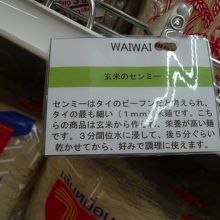 WAIWAI
玄米のセンミー
センミーはタイのビーフンとも考えられ、
タイの最も細い（１ｍｍ）米麺です。こち
らの商品は玄米から作られ、栄養が高い麺
です。３分間位水に浸して、後５分ぐらい
乾かせてから、好みで調理に使えます。